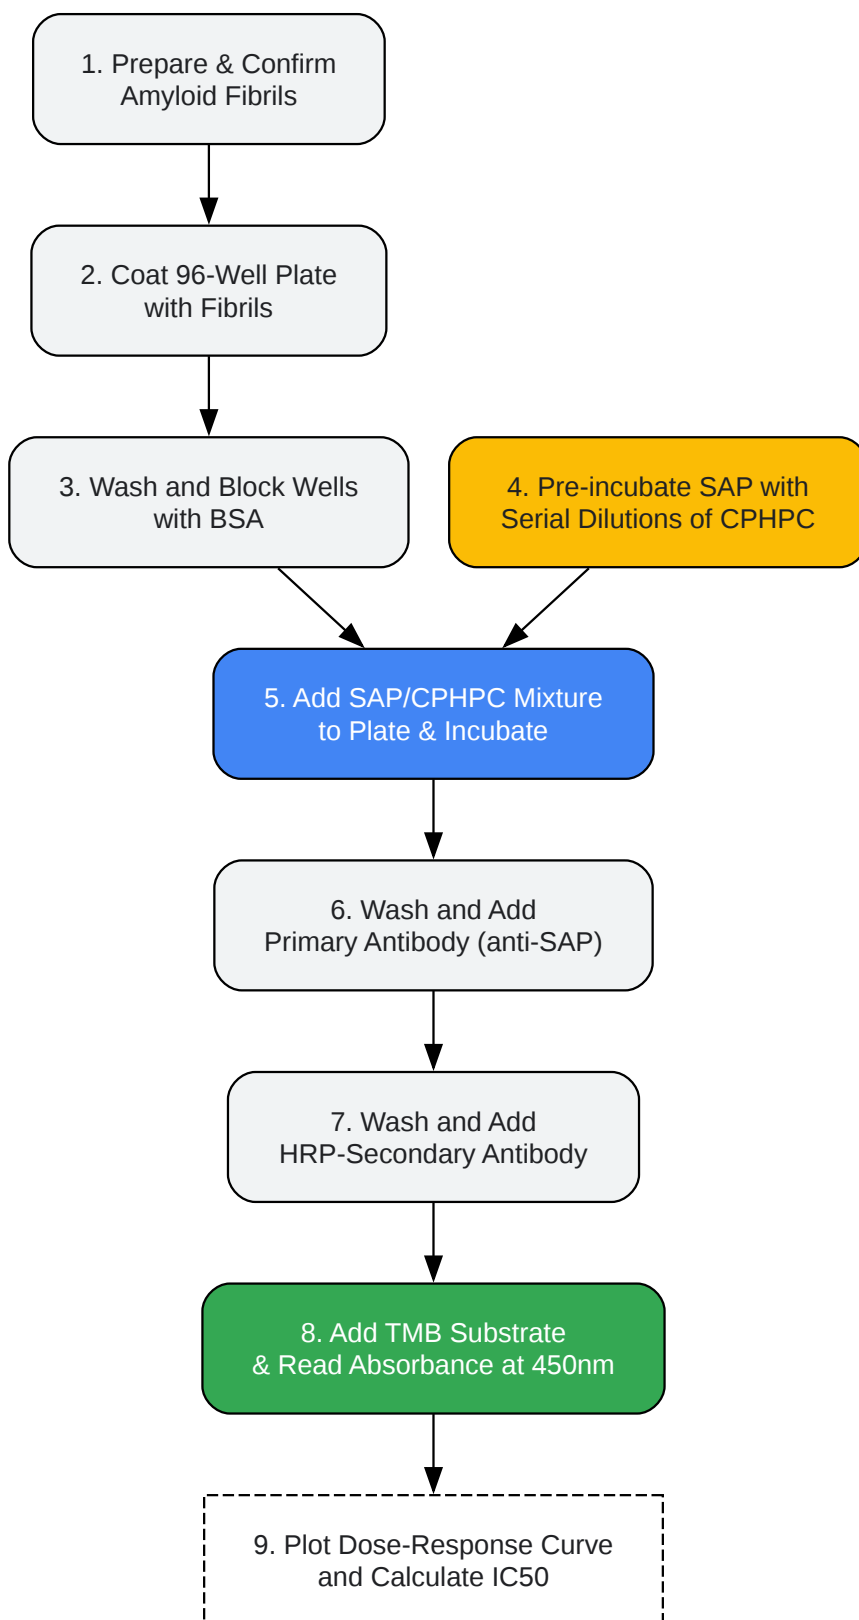 1. Prepare & Confirm
Amyloid Fibrils
2. Coat 96-Well Plate
with Fibrils
3. Wash and Block Wells
with BSA
4. Pre-incubate SAP with
Serial Dilutions of CPHPC
5. Add SAP/CPHPC Mixture
to Plate & Incubate
6. Wash and Add
Primary Antibody (anti-SAP)
7. Wash and Add
HRP-Secondary Antibody
8. Add TMB Substrate
& Read Absorbance at 450nm
9. Plot Dose-Response Curve
and Calculate IC50